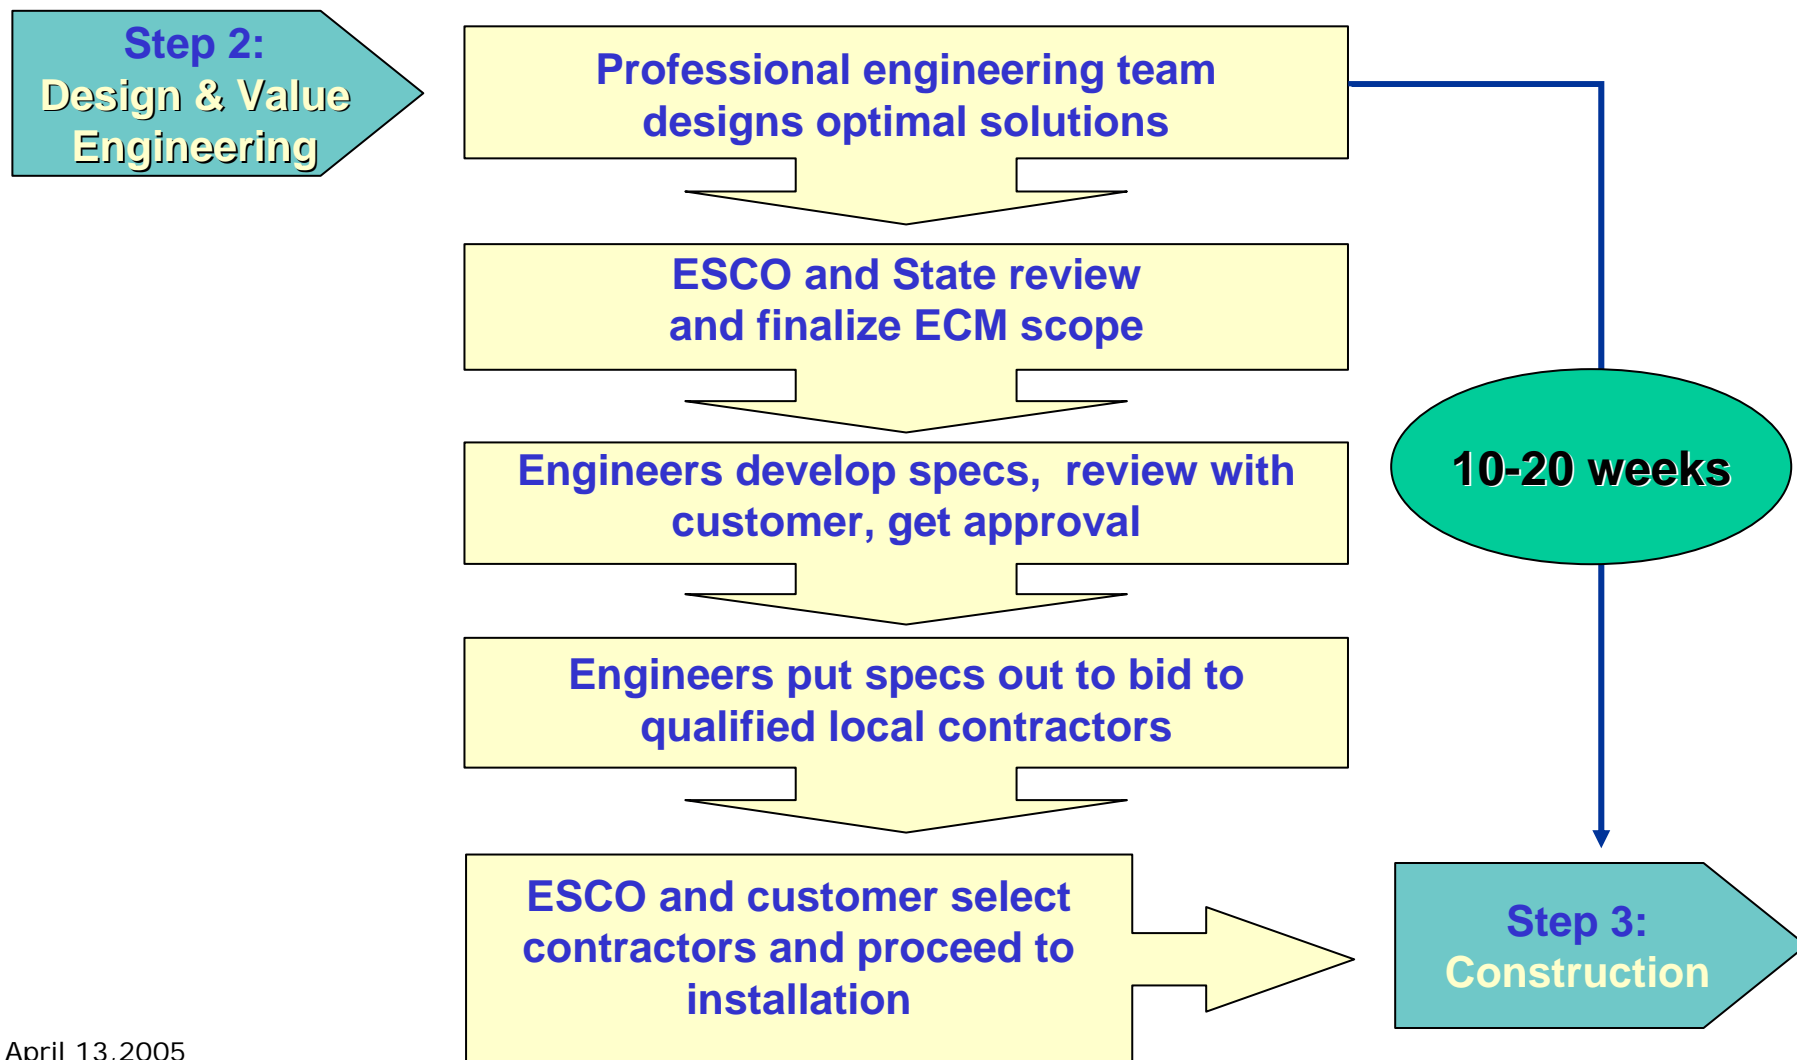 Step 2:
Design & Value
Engineering
Professional engineering team
designs optimal solutions
ESCO and State review
and finalize ECM scope
Engineers develop specs,  review with
customer, get approval
10-20 weeks
Engineers put specs out to bid to
qualified local contractors
ESCO and customer select
contractors and proceed to
installation
Step 3:
Construction
April 13,2005